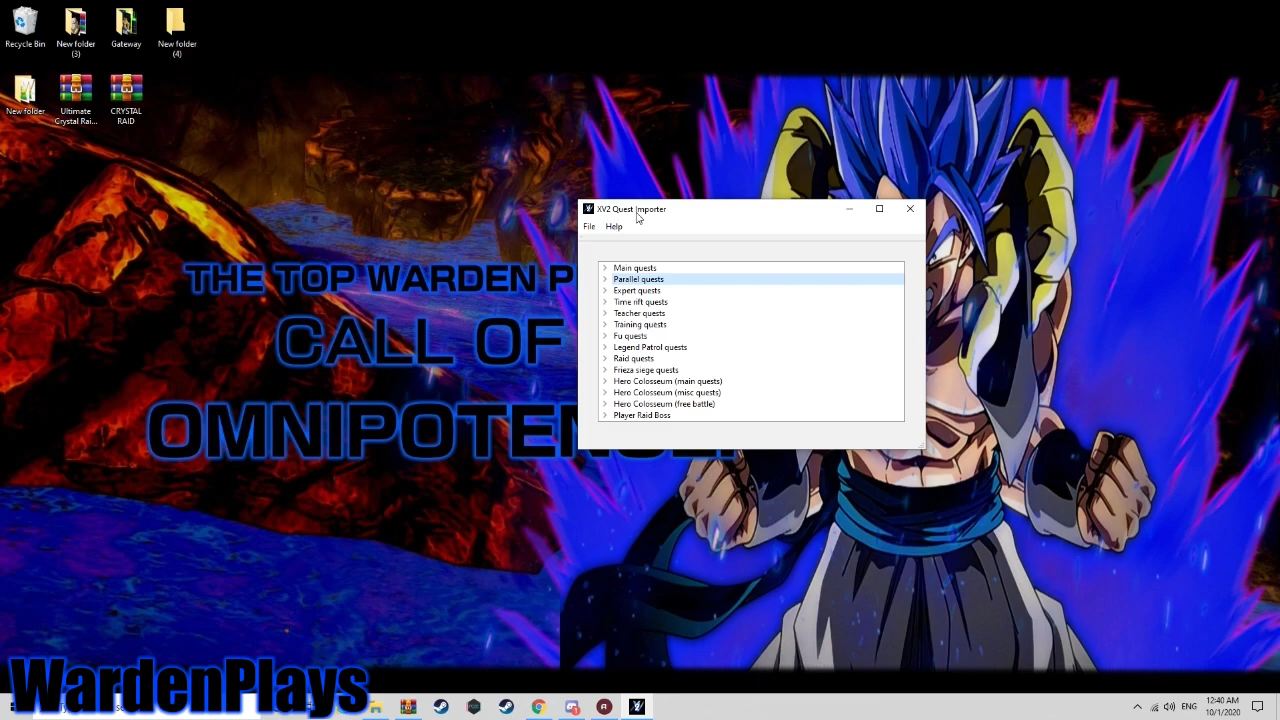 Recycle Bin
New folder
(3)
Gateway
New folder
(4)
New folder
Ultimate
Crystal Rai...
CRYSTAL
RAID
XV2 Quest Importer
File Help
Main quests
Parallel quests
Expert quests
Time rift quests
Teacher quests
Training quests
Fu quests
Legend Patrol quests
Raid quests
Frieza siege quests
Hero Colosseum (main quests)
Hero Colosseum (misc quests)
Hero Colosseum (free battle)
Player Raid Boss
THE TOP WARDEN P
CALL OF
OMNIPOTEN
WardenPlays
ENG
12:40 AM
10/1/2020